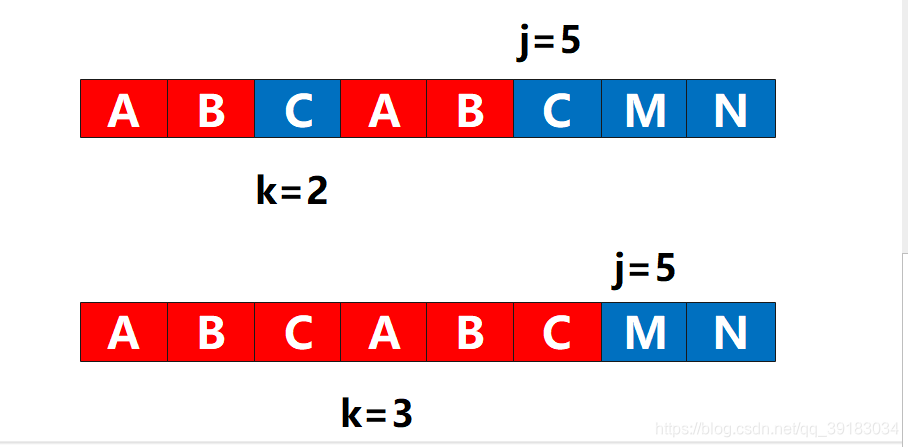 j=5
A B C A B C M N
k=2
j=5
A B C A B C M N
k=3
https://blog.csdn.net/qq_39183034